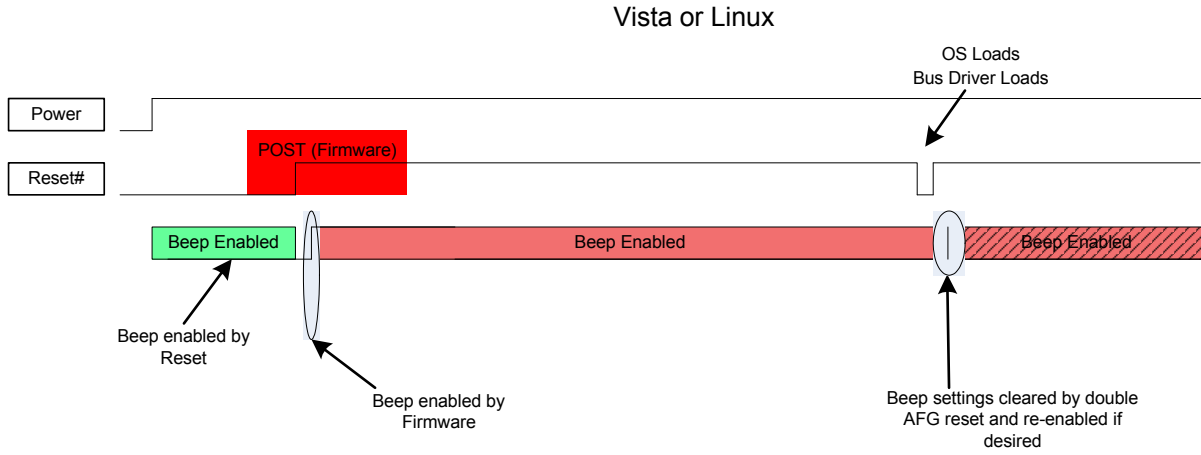 Vista or Linux
OS Loads
Bus Driver Loads
Power
POST (Firmware)
Reset#
Beep Enabled
Beep Enabled
Beep Enabled
Beep enabled by
Reset
Beep enabled by
Firmware
Beep settings cleared by double
AFG reset and re-enabled if
desired